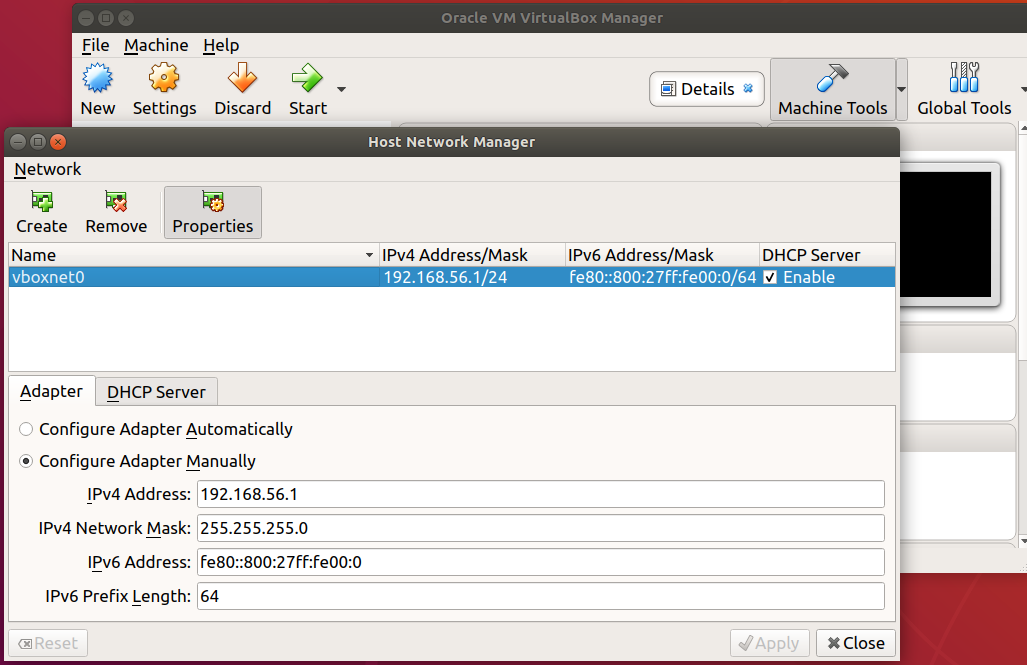 Oracle VM VirtualBox Manager
File Machine Help
New Settings Discard Start Details Machine Tools Global Tools
Host Network Manager
Network
Create Remove Properties
Name IPv4 Address/Mask IPv6 Address/Mask DHCP Server
vboxnet0 192.168.56.1/24 fe80::800:27ff:fe00:0/64 Enable
Adapter DHCP Server
Configure Adapter Automatically
Configure Adapter Manually
IPv4 Address: 192.168.56.1
IPv4 Network Mask: 255.255.255.0
IPv6 Address: fe80::800:27ff:fe00:0
IPv6 Prefix Length: 64
Reset Apply Close